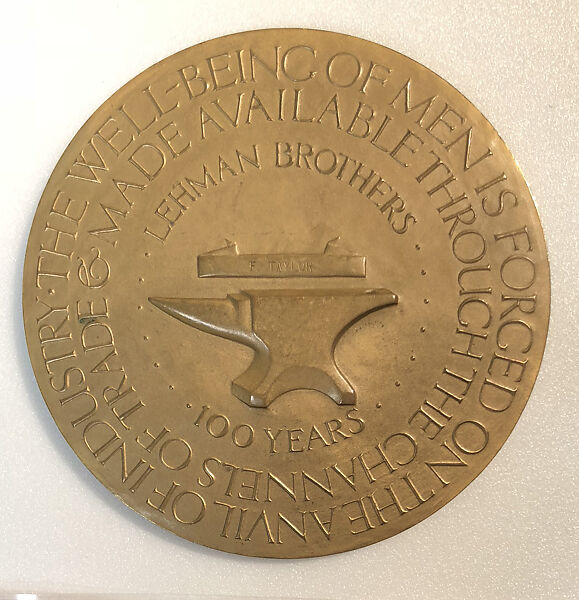 THE WELL-BEING OF MEN IS FORGED ON THE ANVIL OF INDUSTRY·
& MADE AVAILABLE THROUGH THE CHANNELS OF TRADE
LEHMAN BROTHERS
F. TAYLOR
100 YEARS